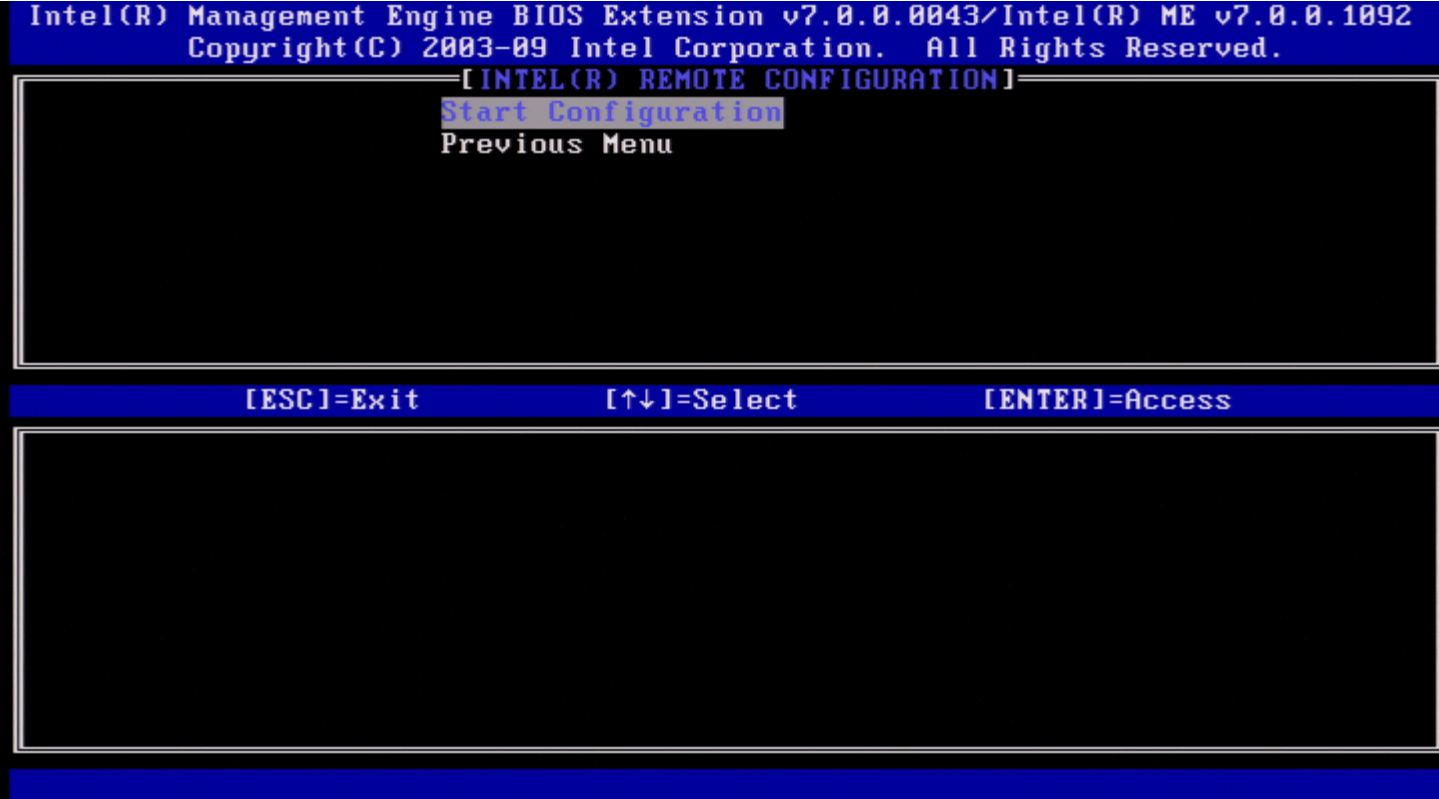 Intel(R) Management Engine BIOS Extension v7.0.0.0043/Intel(R) ME v7.0.0.1092
Copyright(C) 2003-09 Intel Corporation.  All Rights Reserved.
[INTEL(R) REMOTE CONFIGURATION]
Start Configuration
Previous Menu
[ESC]=Exit [↑↓]=Select [ENTER]=Access